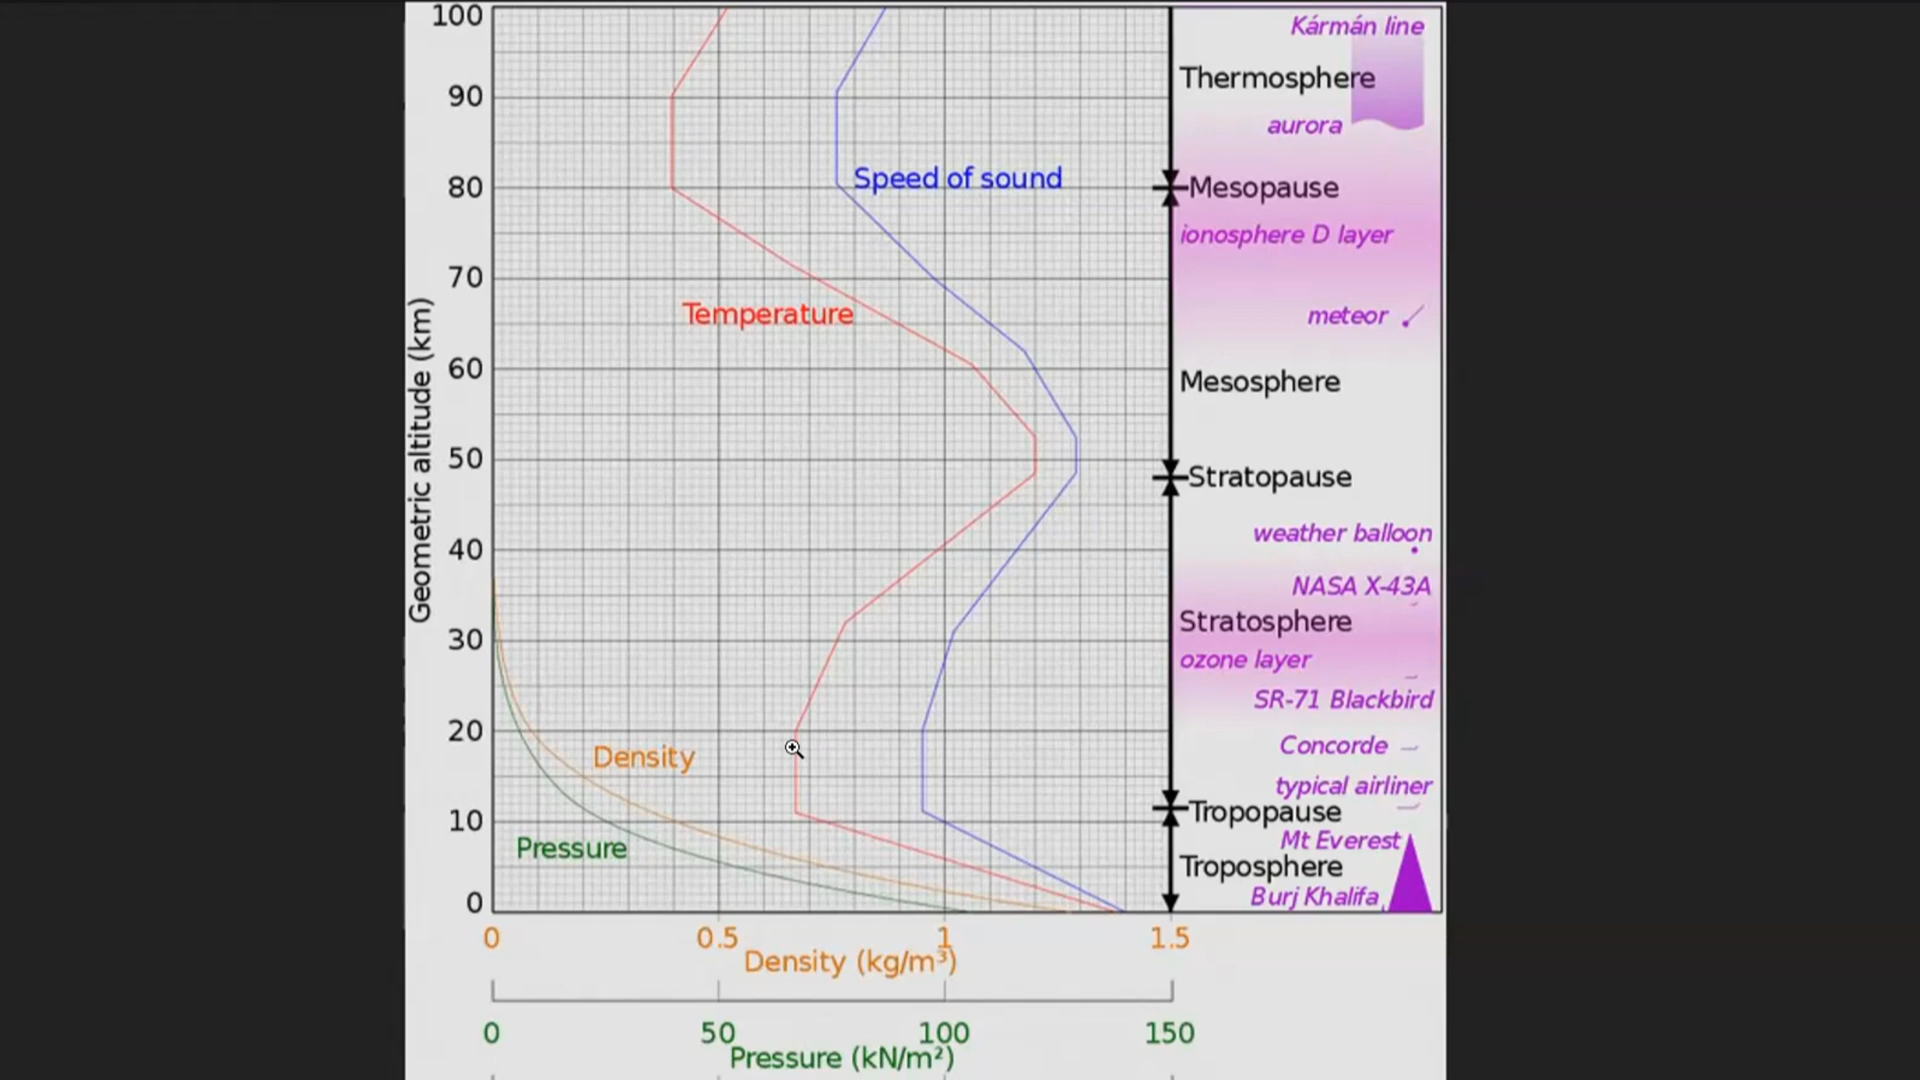 100
Kármán line
Thermosphere
90
aurora
Speed of sound
80
Mesopause
ionosphere D layer
70
Temperature
meteor
60
Mesosphere
Geometric altitude (km)
50
Stratopause
weather balloon
40
NASA X-43A
Stratosphere
30
ozone layer
SR-71 Blackbird
20
Density
Concorde
typical airliner
Tropopause
10
Mt Everest
Pressure
Troposphere
Burj Khalifa
0
0 0.5 1 1.5
Density (kg/m³)
0 50 100 150
Pressure (kN/m²)